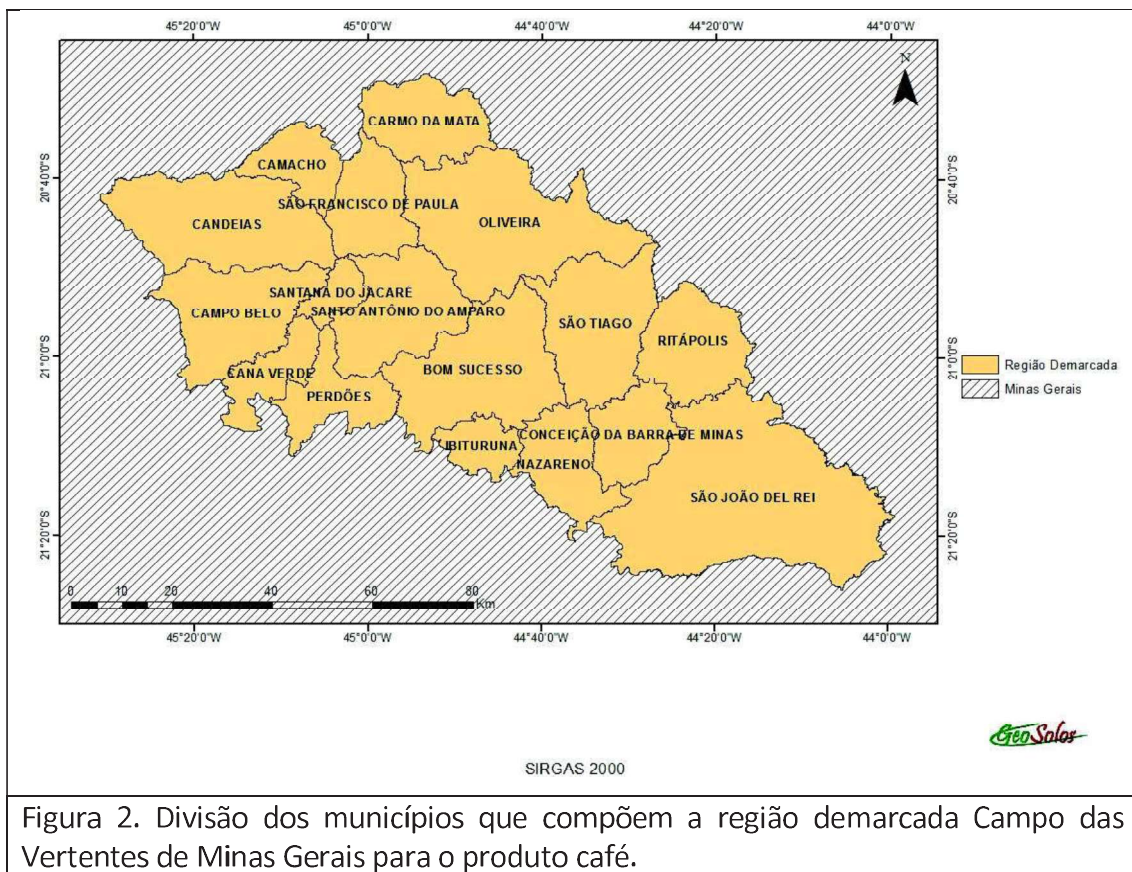 45°20'0"W 45°0'0"W 44°40'0"W 44°20'0"W 44°0'0"W
N
CARMO DA MATA
CAMACHO
20°40'0"S 20°40'0"S
SÃO FRANCISCO DE PAULA
CANDEIAS
OLIVEIRA
SANTANA DO JACARÉ
CAMPO BELO
SANTO ANTÔNIO DO AMPARO
SÃO TIAGO
RITÁPOLIS
21°0'0"S 21°0'0"S
Região Demarcada
CANA VERDE
BOM SUCESSO
Minas Gerais
PERDÕES
CONCEIÇÃO DA BARRA DE MINAS
IBITURUNA
NAZARENO
SÃO JOÃO DEL REI
21°20'0"S 21°20'0"S
0 10 20 40 60 80
Km
45°20'0"W 45°0'0"W 44°40'0"W 44°20'0"W 44°0'0"W
GeoSolos
SIRGAS 2000
Figura 2. Divisão dos municípios que compõem a região demarcada Campo das
Vertentes de Minas Gerais para o produto café.